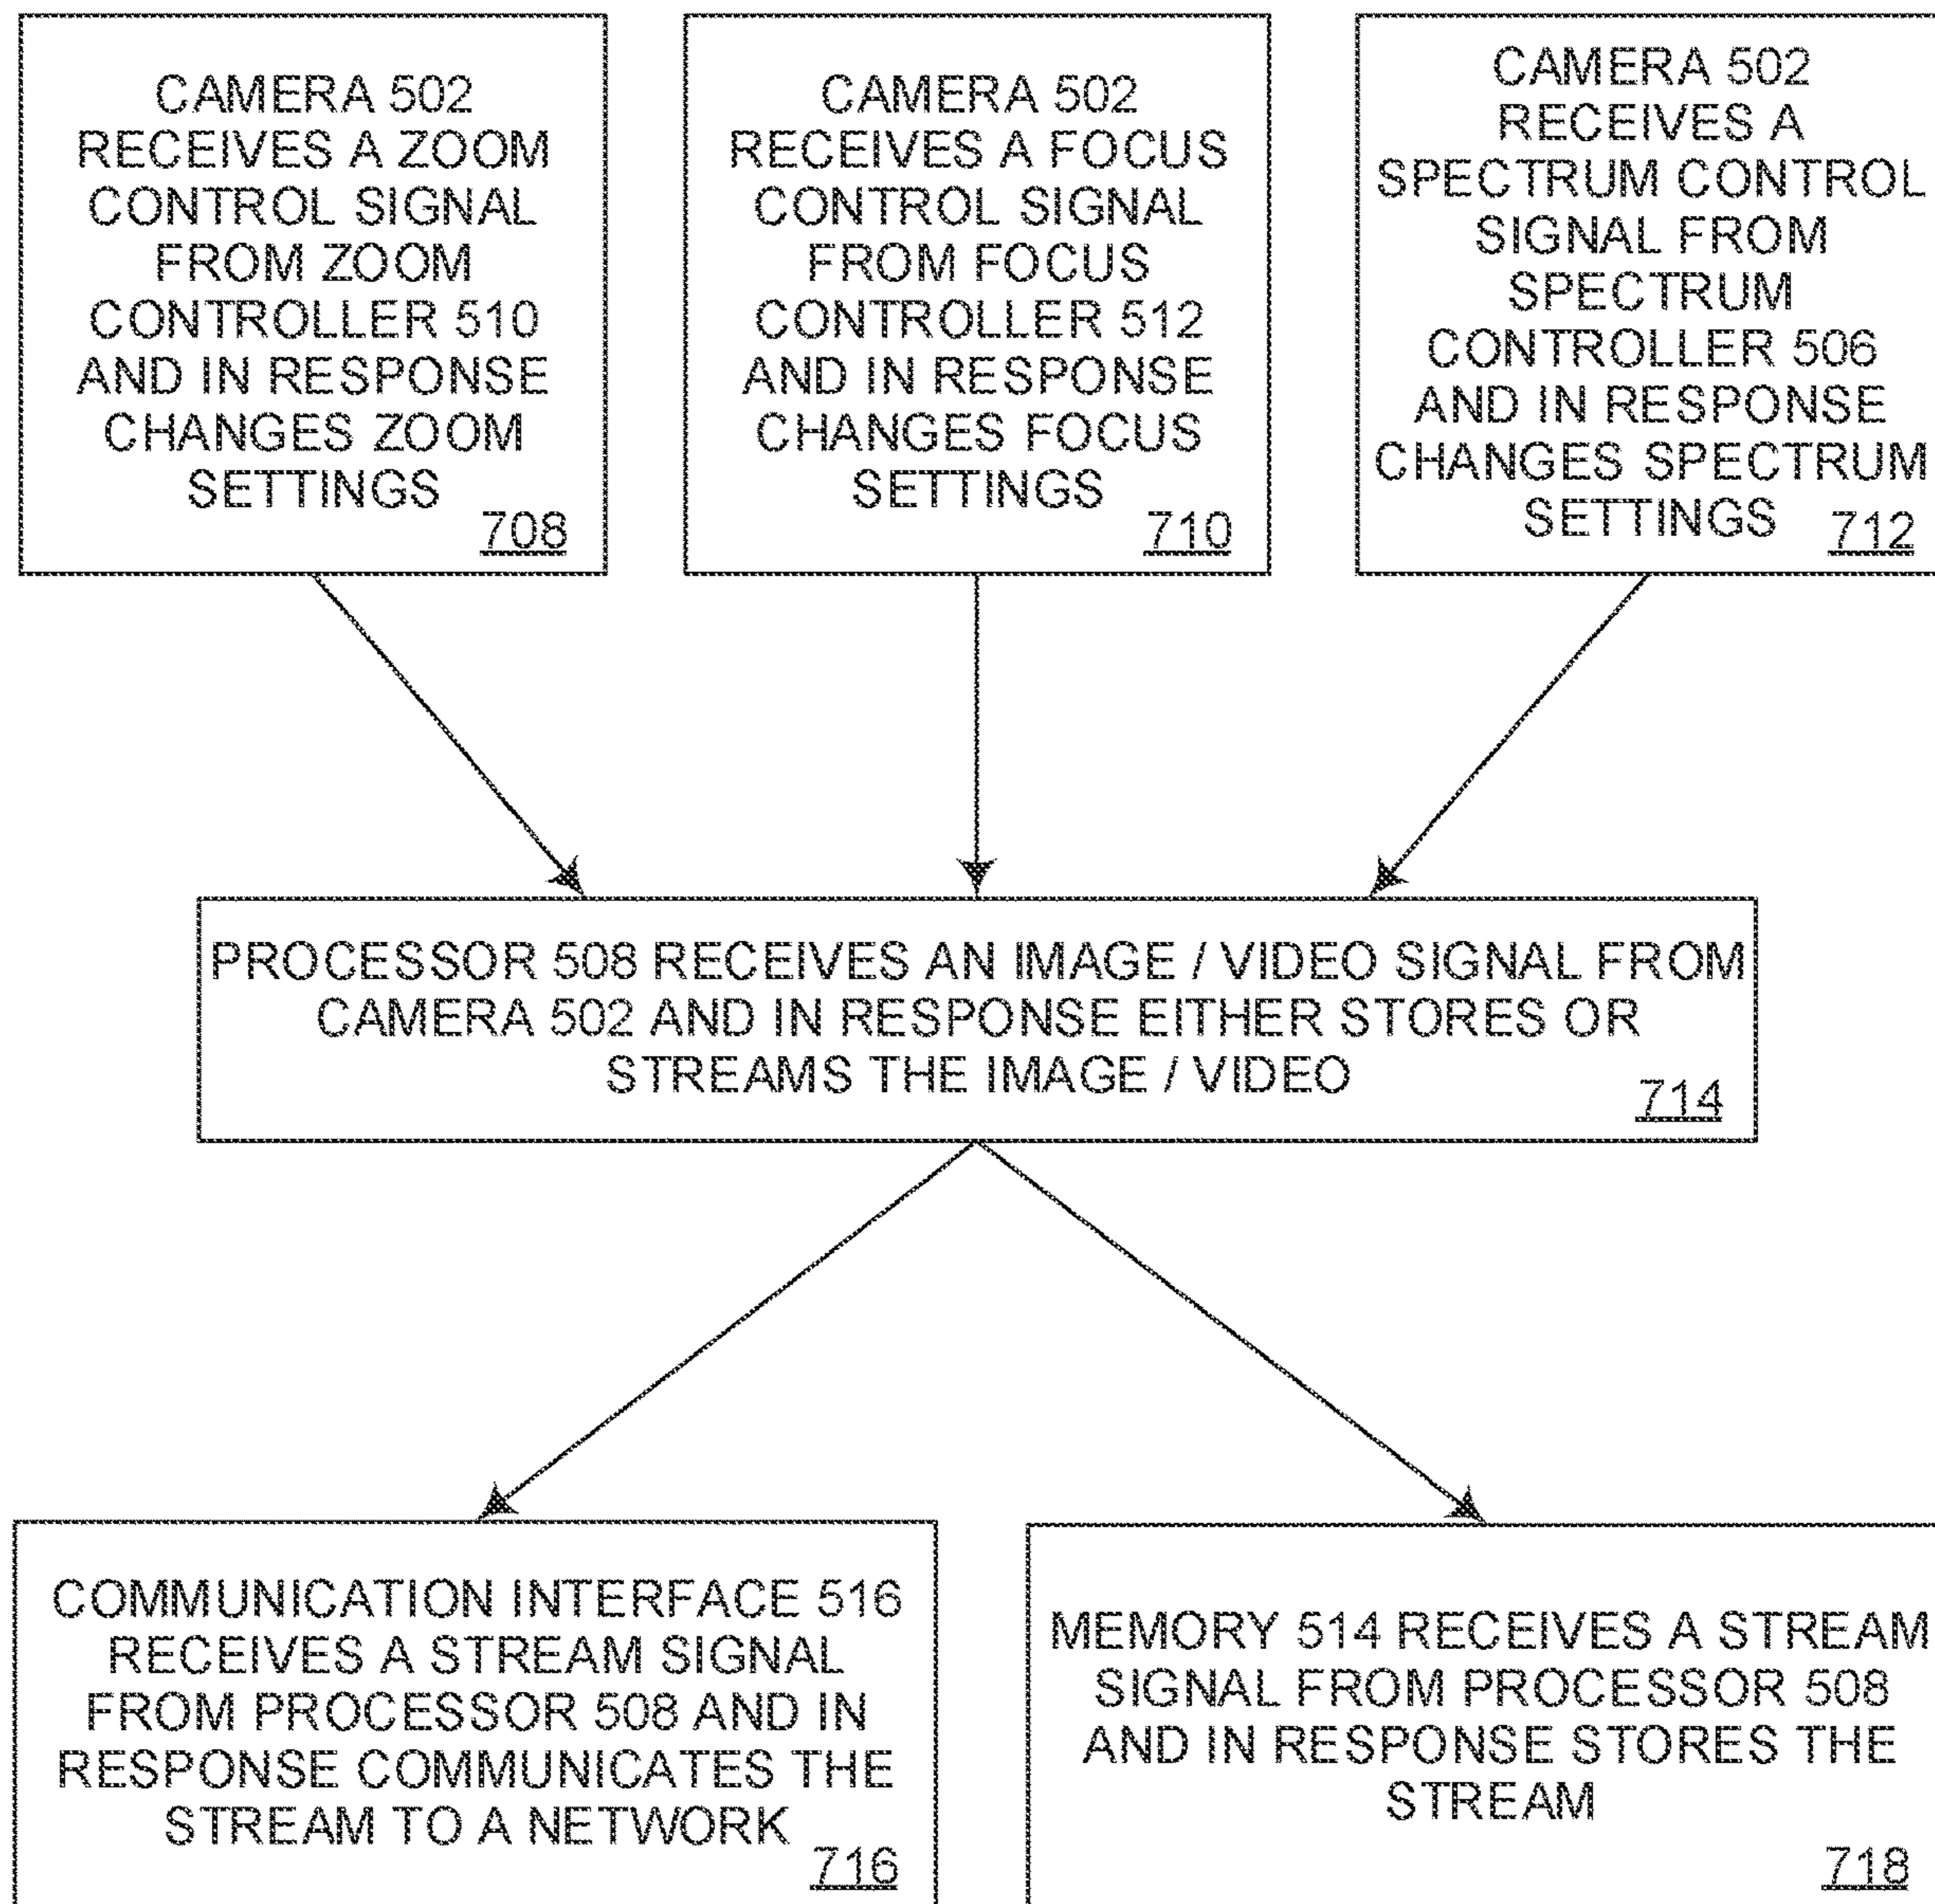 CAMERA 502
RECEIVES A ZOOM
CONTROL SIGNAL
FROM ZOOM
CONTROLLER 510
AND IN RESPONSE
CHANGES ZOOM
SETTINGS
708
CAMERA 502
RECEIVES A FOCUS
CONTROL SIGNAL
FROM FOCUS
CONTROLLER 512
AND IN RESPONSE
CHANGES FOCUS
SETTINGS
710
CAMERA 502
RECEIVES A
SPECTRUM CONTROL
SIGNAL FROM
SPECTRUM
CONTROLLER 506
AND IN RESPONSE
CHANGES SPECTRUM
SETTINGS
712
PROCESSOR 508 RECEIVES AN IMAGE / VIDEO SIGNAL FROM
CAMERA 502 AND IN RESPONSE EITHER STORES OR
STREAMS THE IMAGE / VIDEO
714
COMMUNICATION INTERFACE 516
RECEIVES A STREAM SIGNAL
FROM PROCESSOR 508 AND IN
RESPONSE COMMUNICATES THE
STREAM TO A NETWORK
716
MEMORY 514 RECEIVES A STREAM
SIGNAL FROM PROCESSOR 508
AND IN RESPONSE STORES THE
STREAM
718